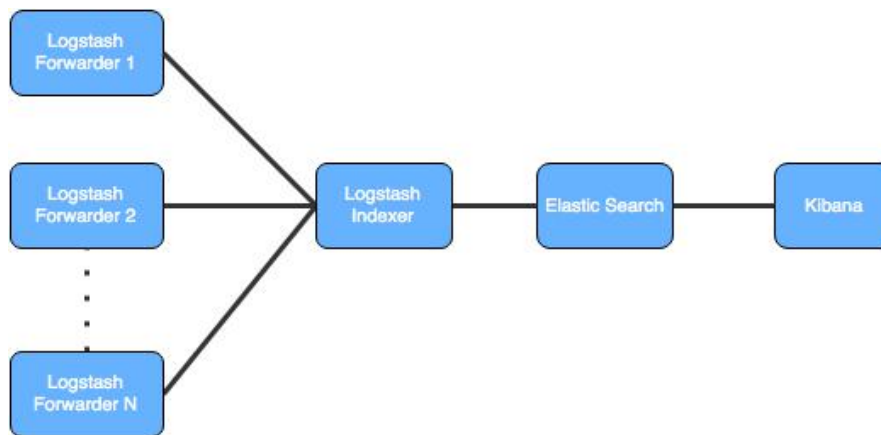 Logstash
Forwarder 1
Logstash
Forwarder 2
Logstash
Indexer
Elastic Search
Kibana
Logstash
Forwarder N